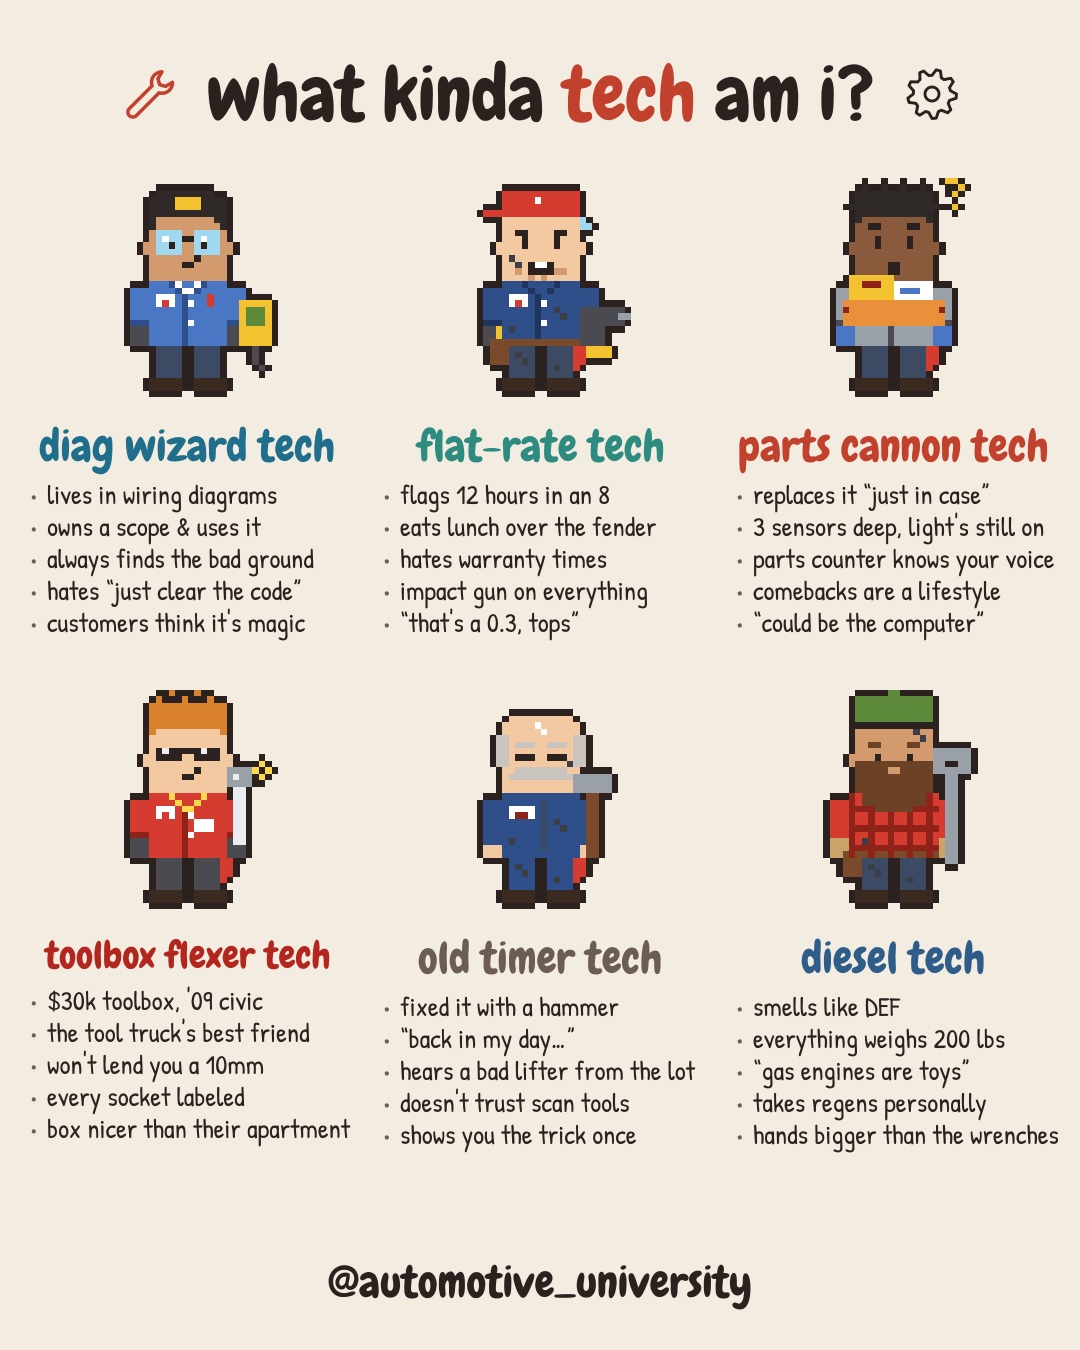 what kinda tech am i?
diag wizard tech
• lives in wiring diagrams
• owns a scope & uses it
• always finds the bad ground
• hates “just clear the code”
• customers think it's magic
flat-rate tech
• flags 12 hours in an 8
• eats lunch over the fender
• hates warranty times
• impact gun on everything
• “that's a 0.3, tops”
parts cannon tech
• replaces it “just in case”
• 3 sensors deep, light's still on
• parts counter knows your voice
• comebacks are a lifestyle
• “could be the computer”
toolbox flexer tech
• $30k toolbox, '09 civic
• the tool truck's best friend
• won't lend you a 10mm
• every socket labeled
• box nicer than their apartment
old timer tech
• fixed it with a hammer
• “back in my day...”
• hears a bad lifter from the lot
• doesn't trust scan tools
• shows you the trick once
diesel tech
• smells like DEF
• everything weighs 200 lbs
• “gas engines are toys”
• takes regens personally
• hands bigger than the wrenches
@automotive_university